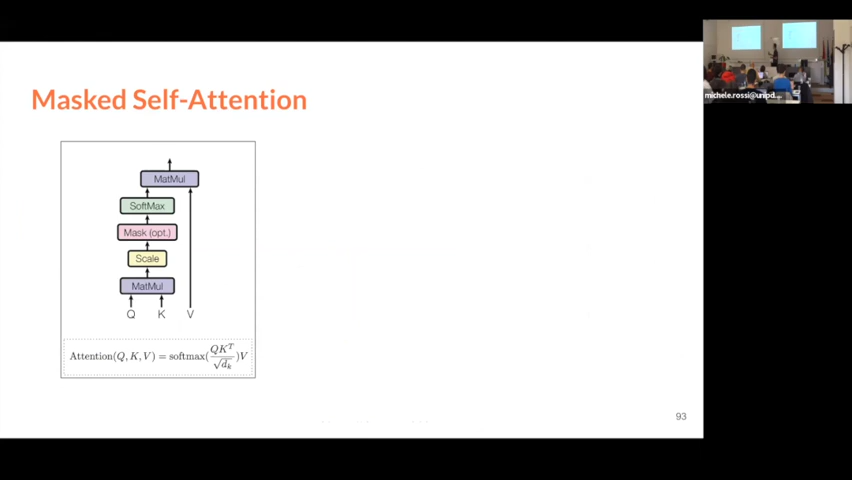 Masked Self-Attention
MatMul
SoftMax
Mask (opt.)
Scale
MatMul
Q K V
Attention(Q, K, V) = softmax(QK^T/√d_k)V
93
michele.rossi@unipd....